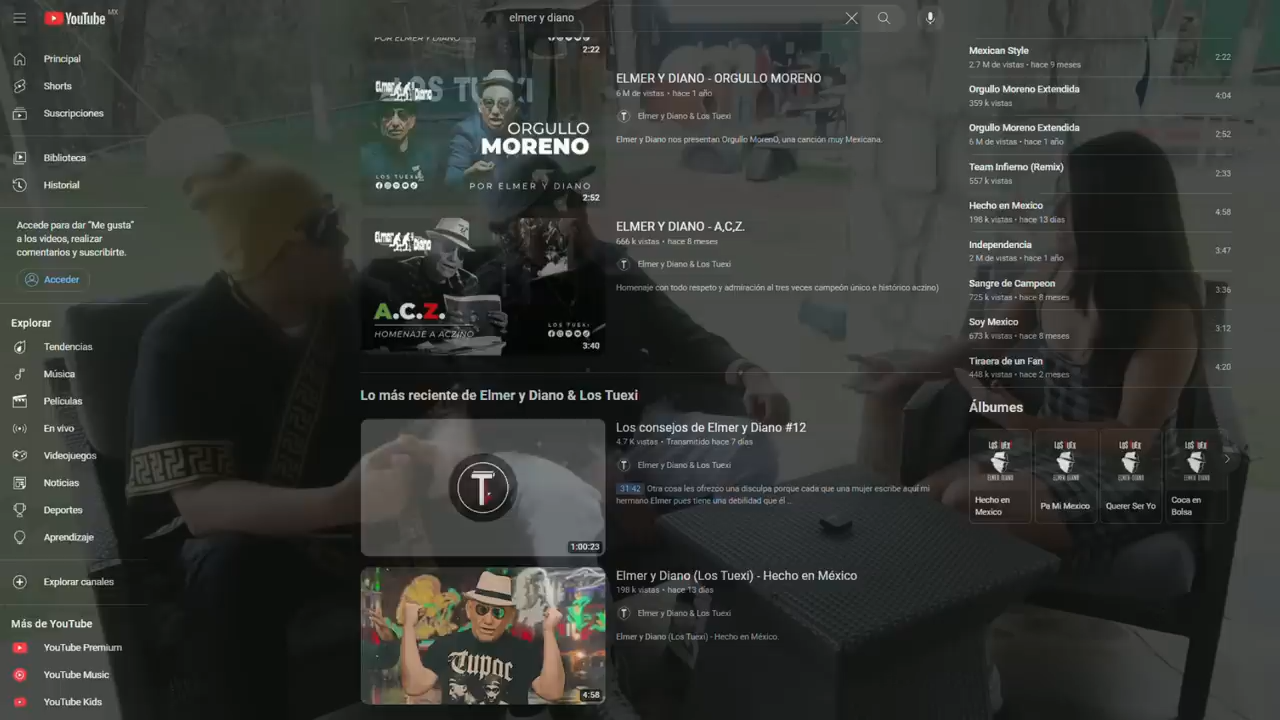 YouTube MX
elmer y diano
Principal
Shorts
Suscripciones
Biblioteca
Historial
Accede para dar "Me gusta"
a los videos, realizar
comentarios y suscribirte.
Acceder
Explorar
Tendencias
Música
Películas
En vivo
Videojuegos
Noticias
Deportes
Aprendizaje
Explorar canales
Más de YouTube
YouTube Premium
YouTube Music
YouTube Kids
POR ELMER Y DIANO
2:22
Elmer y Diano
LOS TUEXI
ORGULLO
MORENO
LOS TUEXI
POR ELMER Y DIANO
2:52
ELMER Y DIANO - ORGULLO MORENO
6 M de vistas • hace 1 año
Elmer y Diano & Los Tuexi
Elmer y Diano nos presentan Orgullo MorenO, una canción muy Mexicana.
Elmer y Diano
A.C.Z.
HOMENAJE A ACZINO
LOS TUEXI
3:40
ELMER Y DIANO - A,C,Z.
666 k vistas • hace 8 meses
Elmer y Diano & Los Tuexi
Homenaje con todo respeto y admiración al tres veces campeón único e histórico aczino)
Lo más reciente de Elmer y Diano & Los Tuexi
T
1:00:23
Los consejos de Elmer y Diano #12
4.7 K vistas • Transmitido hace 7 días
Elmer y Diano & Los Tuexi
31:42 Otra cosa les ofrezco una disculpa porque cada que una mujer escribe aquí mi
hermano Elmer pues tiene una debilidad que él ...
Tupac
4:58
Elmer y Diano (Los Tuexi) - Hecho en México
198 k vistas • hace 13 días
Elmer y Diano & Los Tuexi
Elmer y Diano (Los Tuexi) - Hecho en México.
Mexican Style
2.7 M de vistas • hace 9 meses
2:22
Orgullo Moreno Extendida
359 k vistas
4:04
Orgullo Moreno Extendida
6 M de vistas • hace 1 año
2:52
Team Infierno (Remix)
557 k vistas
2:33
Hecho en Mexico
198 k vistas • hace 13 días
4:58
Independencia
2 M de vistas • hace 1 año
3:47
Sangre de Campeon
725 k vistas • hace 8 meses
3:36
Soy Mexico
673 k vistas • hace 8 meses
3:12
Tiraera de un Fan
448 k vistas • hace 2 meses
4:20
Álbumes
Hecho en
Mexico
Pa Mi Mexico
Querer Ser Yo
Coca en
Bolsa